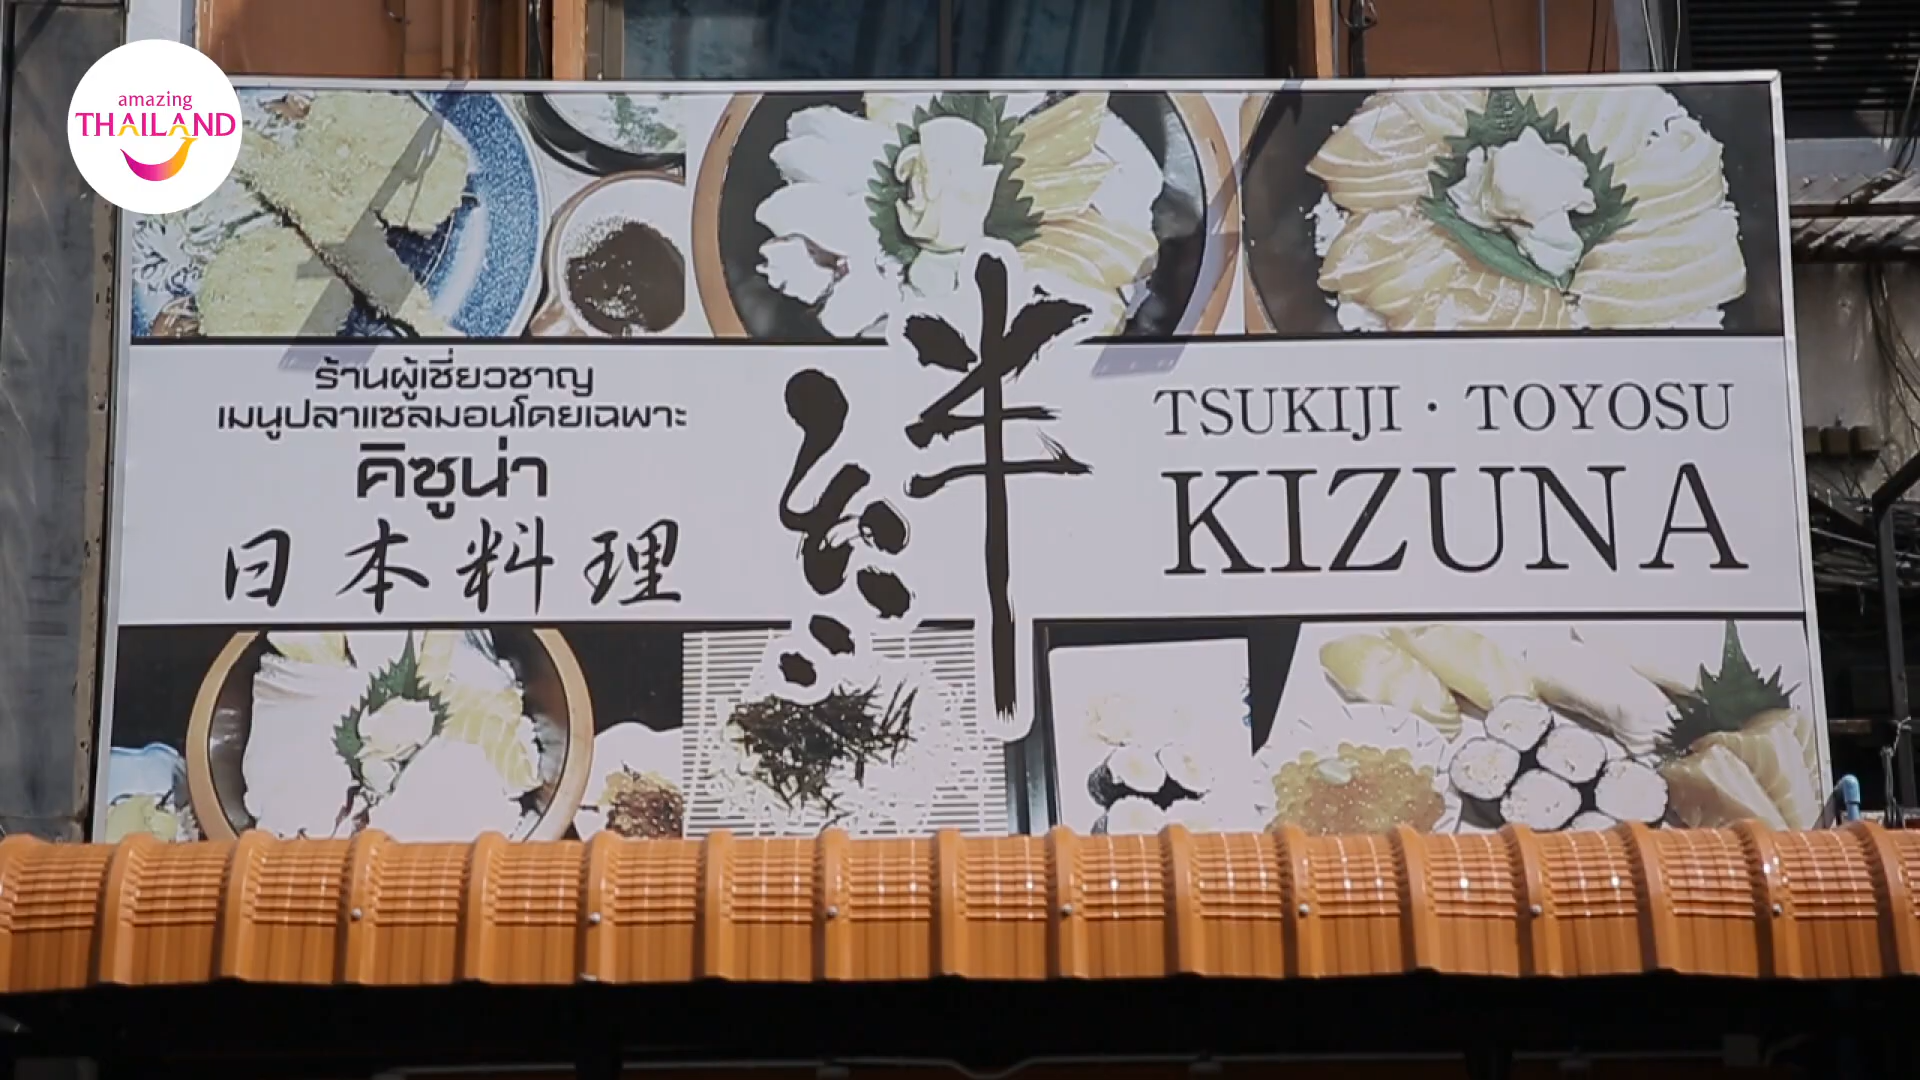 amazing
THAILAND
ร้านผู้เชี่ยวชาญ
เมนูปลาแซลมอนโดยเฉพาะ
คิซูน่า
日本料理
絆
TSUKIJI・TOYOSU
KIZUNA